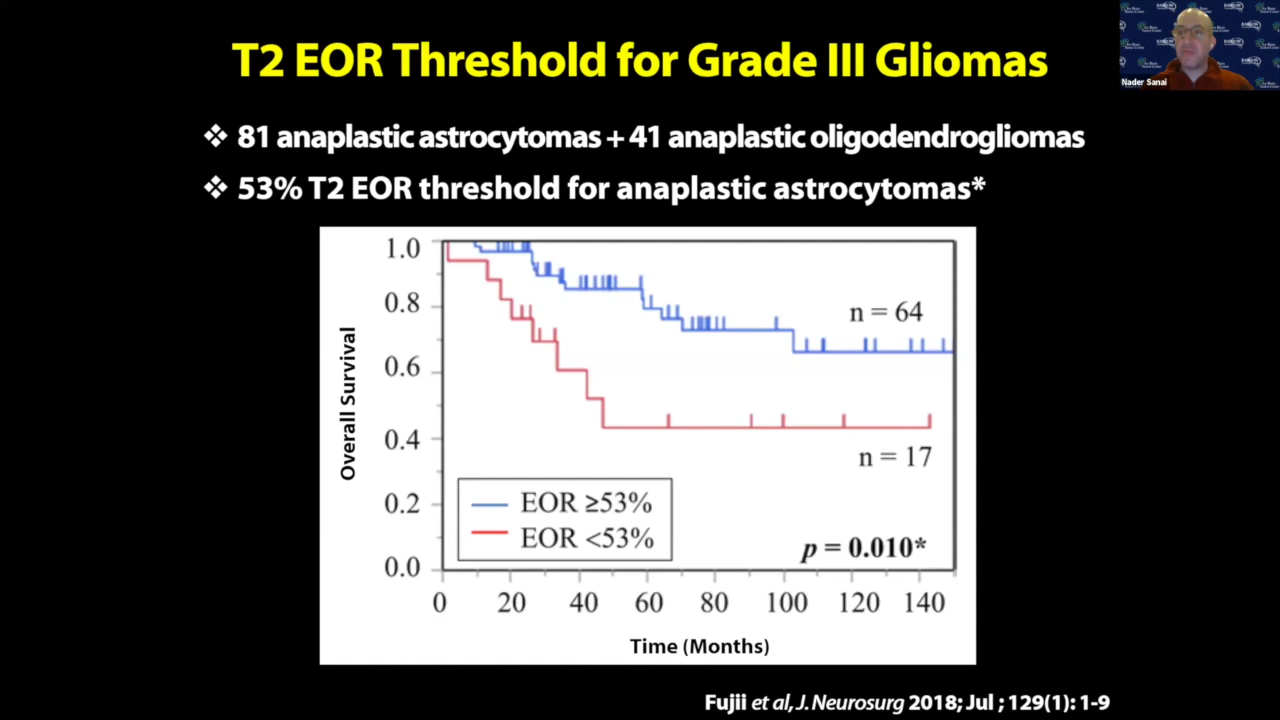 T2 EOR Threshold for Grade III Gliomas
Nader Sanai
❖ 81 anaplastic astrocytomas + 41 anaplastic oligodendrogliomas
❖ 53% T2 EOR threshold for anaplastic astrocytomas*
Overall Survival
1.0
0.8
0.6
0.4
0.2
0.0
n = 64
n = 17
EOR ≥53%
EOR <53%
p = 0.010*
0 20 40 60 80 100 120 140
Time (Months)
Fujii et al, J. Neurosurg 2018; Jul ; 129(1): 1-9